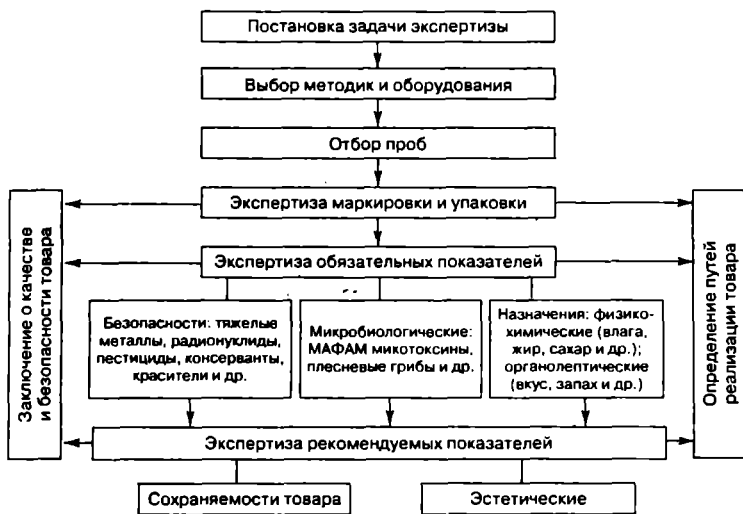 Постановка задачи экспертизы
Выбор методик и оборудования
Отбор проб
Экспертиза маркировки и упаковки
Экспертиза обязательных показателей
Заключение о качестве
и безопасности товара
Безопасности: тяжелые
металлы, радионуклиды,
пестициды, консерванты,
красители и др.
Микробиологические:
МАФАМ микотоксины,
плесневые грибы и др.
Назначения: физико-
химические (влага,
жир, сахар и др.);
органолептические
(вкус, запах и др.)
Определение путей
реализации товара
Экспертиза рекомендуемых показателей
Сохраняемости товара
Эстетические